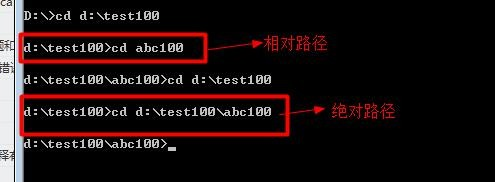 D:\>cd d:\test100
d:\test100>cd abc100
相对路径
d:\test100\abc100>cd d:\test100
d:\test100>cd d:\test100\abc100
绝对路径
d:\test100\abc100>_